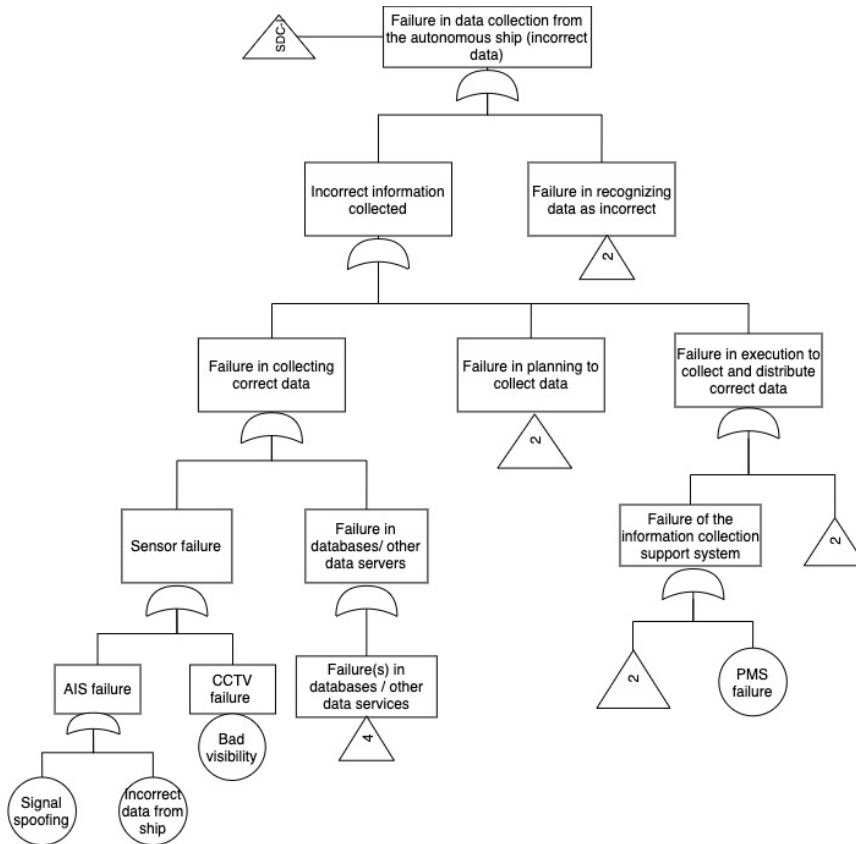 SDC-I
Failure in data collection from
the autonomous ship (incorrect
data)
Incorrect information
collected
Failure in recognizing
data as incorrect
2
Failure in collecting
correct data
Failure in planning to
collect data
Failure in execution to
collect and distribute
correct data
2
Sensor failure
Failure in
databases/ other
data servers
Failure of the
information collection
support system
2
AIS failure
CCTV
failure
Failure(s) in
databases / other
data services
2
PMS
failure
Bad
visibility
4
Signal
spoofing
Incorrect
data from
ship